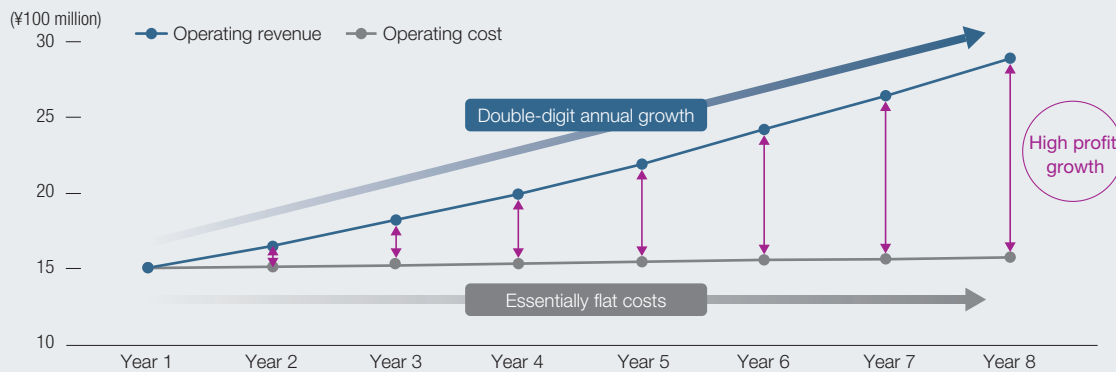 (¥100 million)
Operating revenue
Operating cost
30
25
20
15
10
Double-digit annual growth
High profit
growth
Essentially flat costs
Year 1
Year 2
Year 3
Year 4
Year 5
Year 6
Year 7
Year 8